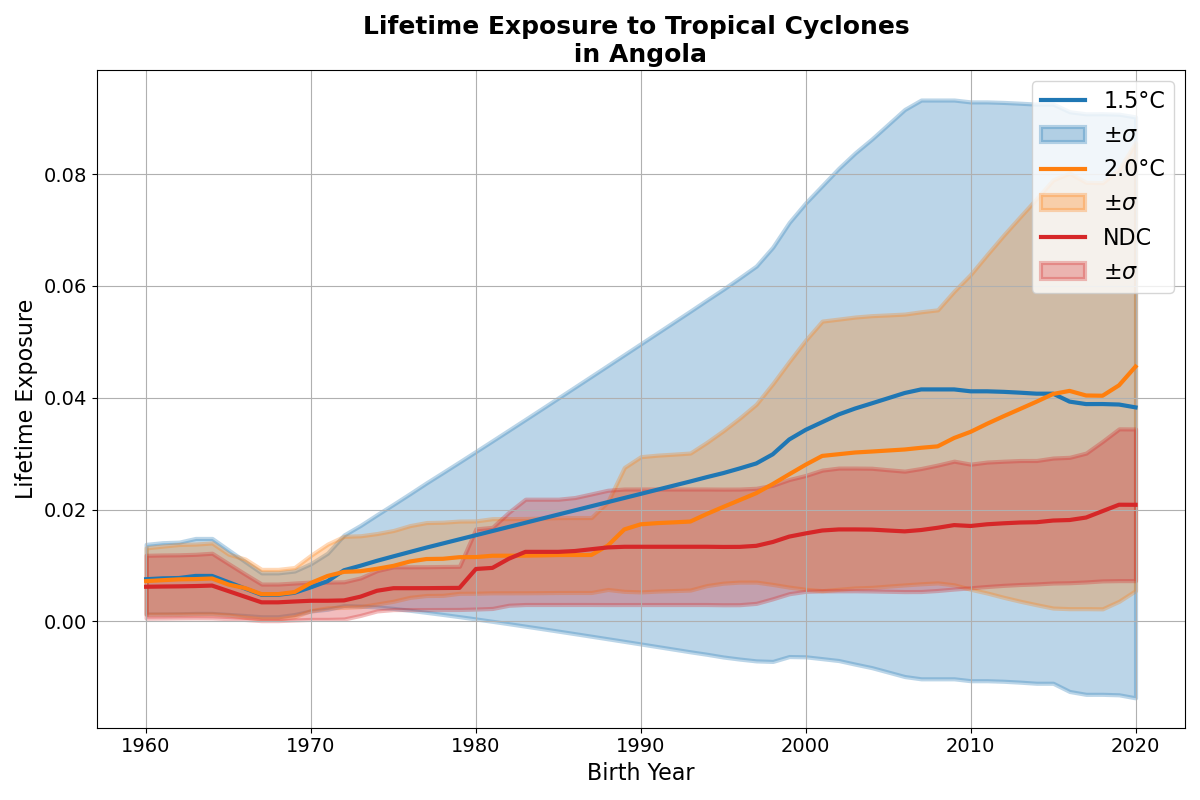 Lifetime Exposure to Tropical Cyclones
in Angola
1.5°C
±σ
2.0°C
±σ
NDC
±σ
Lifetime Exposure
0.08
0.06
0.04
0.02
0.00
1960 1970 1980 1990 2000 2010 2020
Birth Year